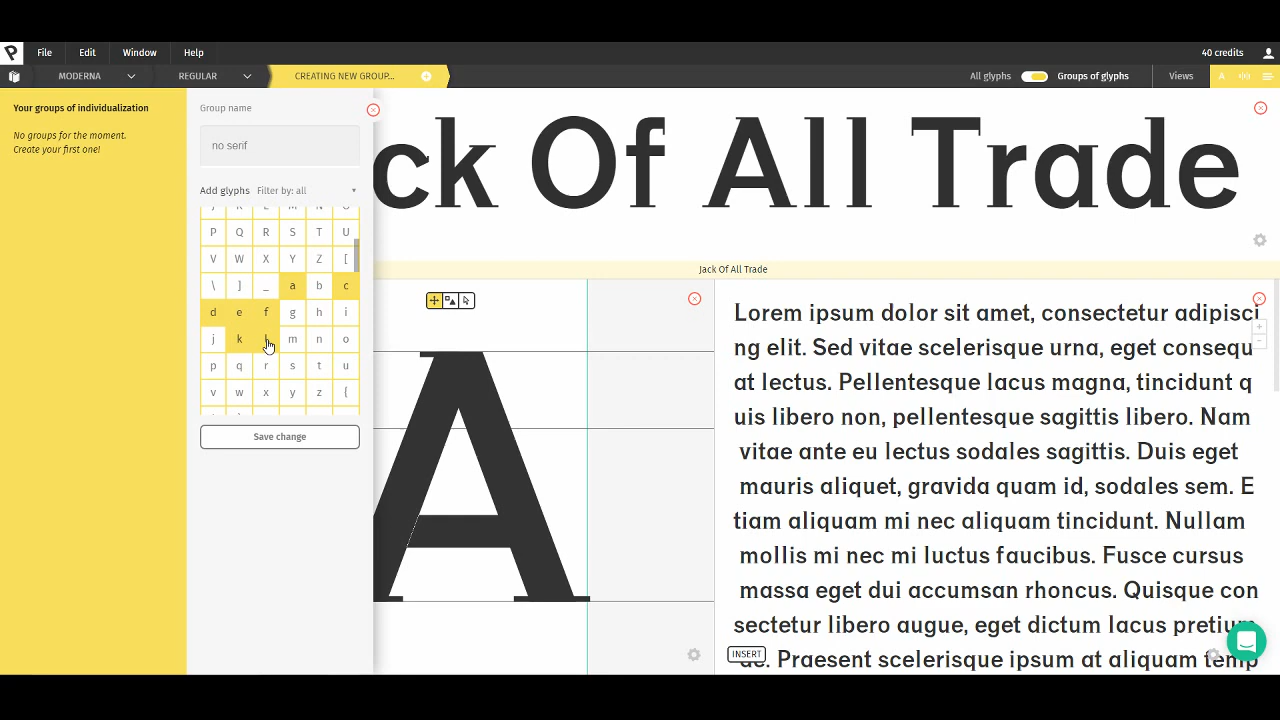 File Edit Window Help 40 credits
MODERNA REGULAR CREATING NEW GROUP... All glyphs Groups of glyphs Views A
Your groups of individualization
No groups for the moment.
Create your first one!
Group name
no serif
Add glyphs Filter by: all
P Q R S T U
V W X Y Z [
\ ] _ a b c
d e f g h i
j k l m n o
p q r s t u
v w x y z {
Save change
ck Of All Trade
Jack Of All Trade
A
Lorem ipsum dolor sit amet, consectetur adipisci
ng elit. Sed vitae scelerisque urna, eget consequ
at lectus. Pellentesque lacus magna, tincidunt q
uis libero non, pellentesque sagittis libero. Nam
vitae ante eu lectus sodales sagittis. Duis eget
mauris aliquet, gravida quam id, sodales sem. E
tiam aliquam mi nec aliquam tincidunt. Nullam
mollis mi nec mi luctus faucibus. Fusce cursus
massa eget dui accumsan rhoncus. Quisque con
sectetur libero augue, eget dictum lacus pretium
Praesent scelerisque ipsum at aliquam temp
INSERT